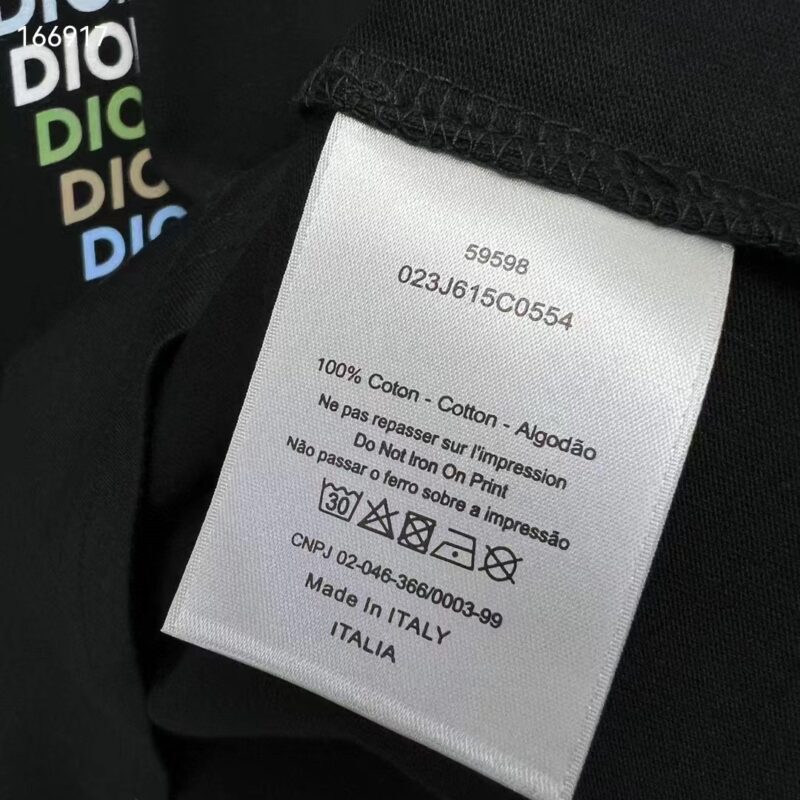 DIO
166917
DIO
DIO
DIO
DIO
59598
023J615C0554
100% Coton - Cotton - Algodão
Ne pas repasser sur l'impression
Do Not Iron On Print
Não passar o ferro sobre a impressão
30
CNPJ 02-046-366/0003-99
Made In ITALY
ITALIA